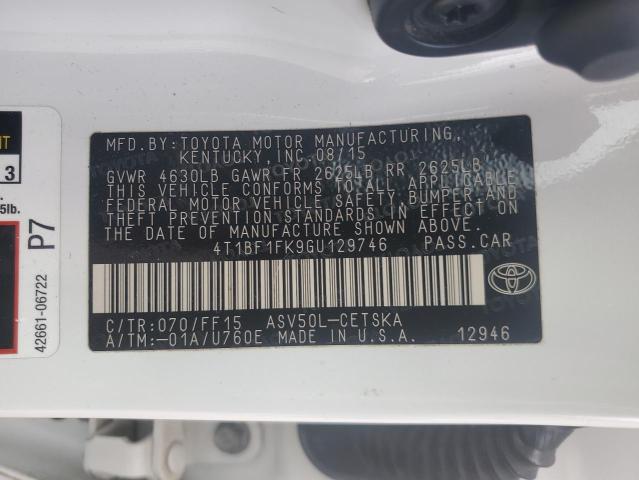 MFD.BY: TOYOTA MOTOR MANUFACTURING,
KENTUCKY, INC. 08/15
GVWR 4630LB GAWR FR 2625LB RR 2625LB
THIS VEHICLE CONFORMS TO ALL APPLICABLE
FEDERAL MOTOR VEHICLE SAFETY, BUMPER, AND
THEFT PREVENTION STANDARDS IN EFFECT ON
THE DATE OF MANUFACTURE SHOWN ABOVE.
4T1BF1FK9GU129746 PASS.CAR
C/TR:070/FF15 ASV50L-CETSKA
A/TM:-01A/U760E MADE IN U.S.A. 12946
3
5lb.
P7
42661-06722